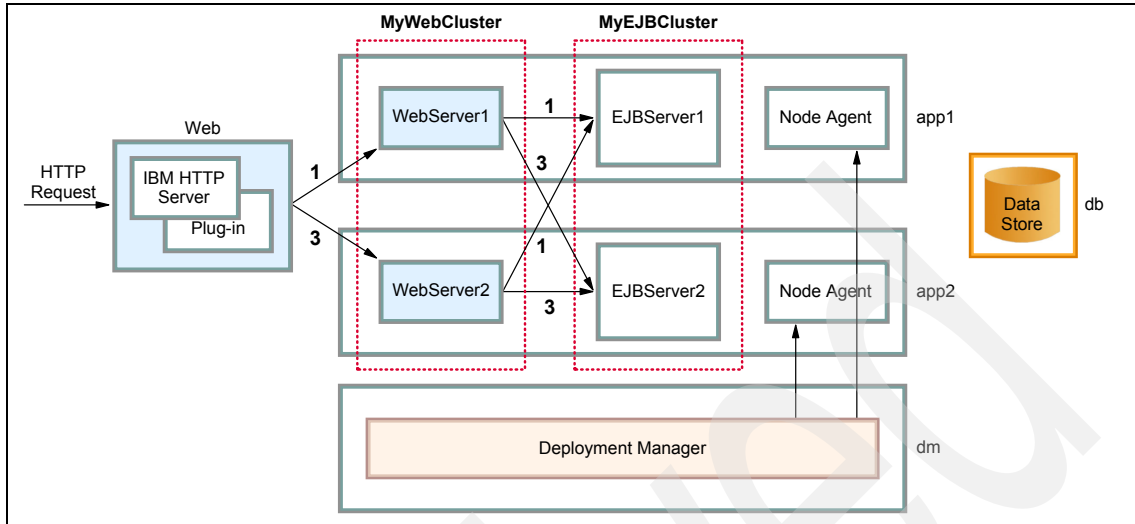 MyWebCluster
MyEJBCluster
WebServer1
1
EJBServer1
Node Agent
app1
Web
HTTP
Request
IBM HTTP
Server
Plug-in
1
3
3
1
Data
Store
db
WebServer2
3
EJBServer2
Node Agent
app2
Deployment Manager
dm